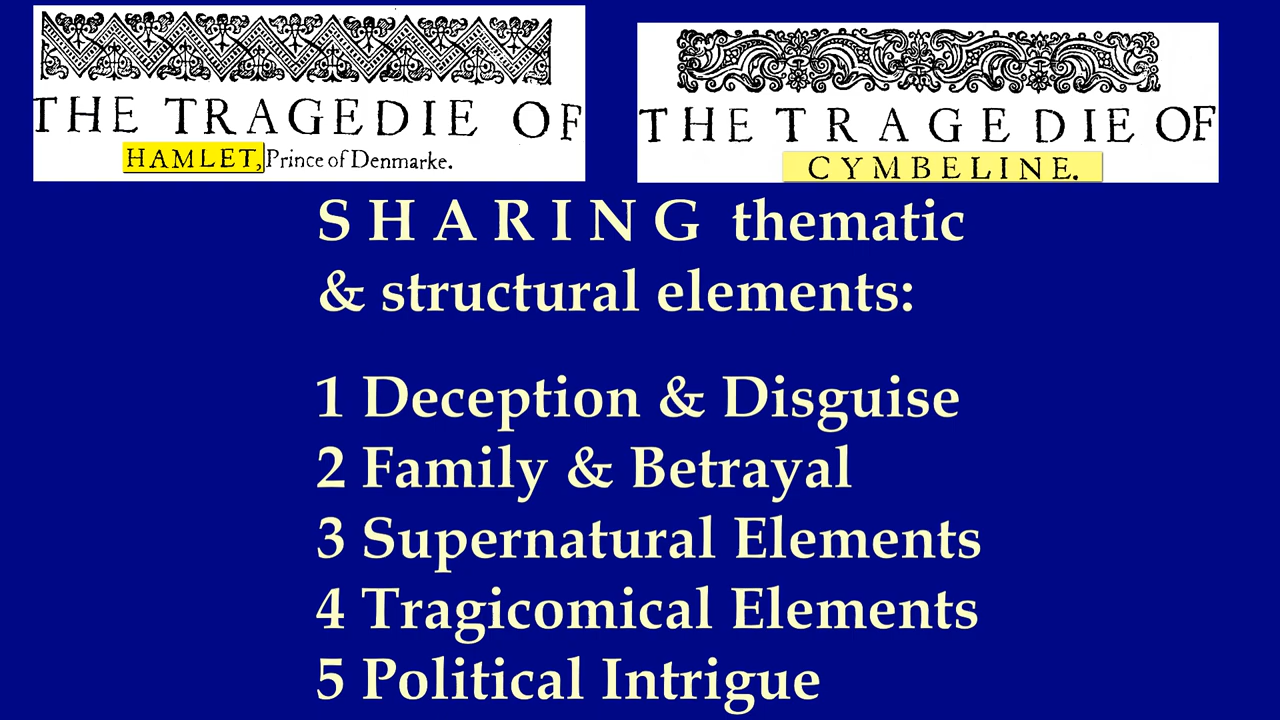 THE TRAGEDIE OF
HAMLET, Prince of Denmarke.
THE TRAGEDIE OF
CYMBELINE.
SHARING thematic
& structural elements:
1 Deception & Disguise
2 Family & Betrayal
3 Supernatural Elements
4 Tragicomical Elements
5 Political Intrigue